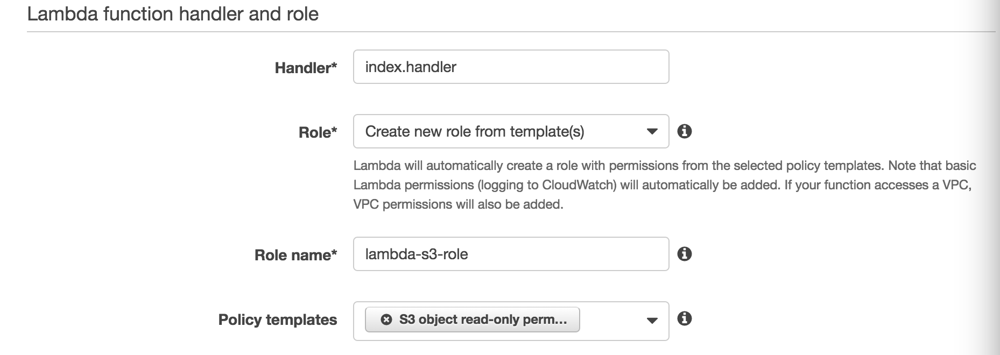 Lambda function handler and role
Handler*
index.handler
Role*
Create new role from template(s)
Lambda will automatically create a role with permissions from the selected policy templates. Note that basic
Lambda permissions (logging to CloudWatch) will automatically be added. If your function accesses a VPC,
VPC permissions will also be added.
Role name*
lambda-s3-role
Policy templates
S3 object read-only perm...